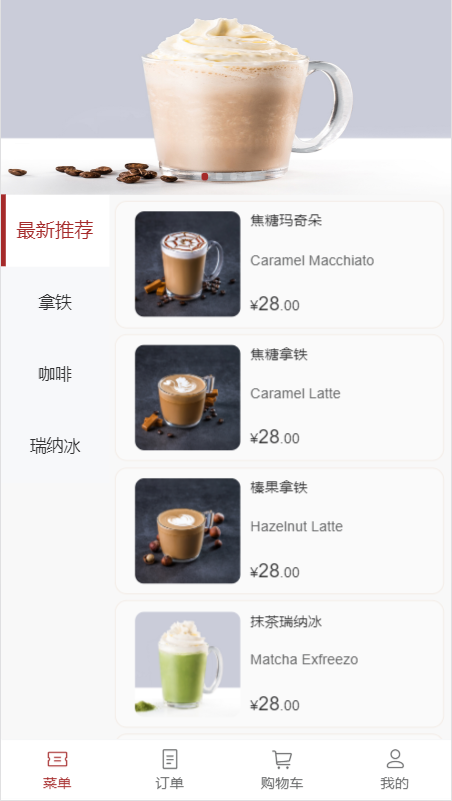 最新推荐
拿铁
咖啡
瑞纳冰
焦糖玛奇朵
Caramel Macchiato
¥28.00
焦糖拿铁
Caramel Latte
¥28.00
榛果拿铁
Hazelnut Latte
¥28.00
抹茶瑞纳冰
Matcha Exfreezo
¥28.00
菜单
订单
购物车
我的